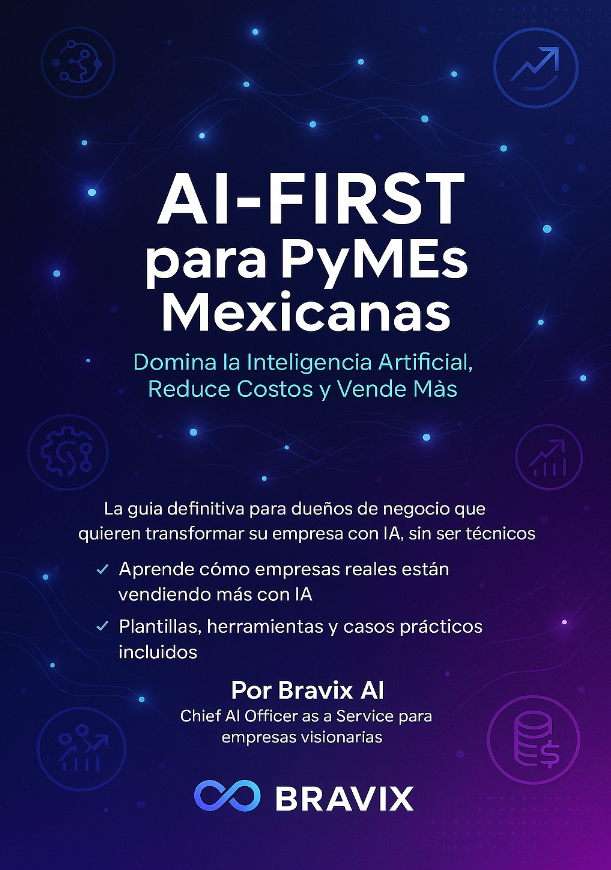 AI-FIRST
para PyMEs
Mexicanas
Domina la Inteligencia Artificial,
Reduce Costos y Vende Màs
La guia definitiva para dueños de negocio que
quieren transformar su empresa con IA, sin ser técnicos
✓ Aprende cómo empresas reales están
vendiendo más con IA
✓ Plantillas, herramientas y casos prácticos
incluidos
Por Bravix AI
Chief AI Officer as a Service para
empresas visionarias
BRAVIX